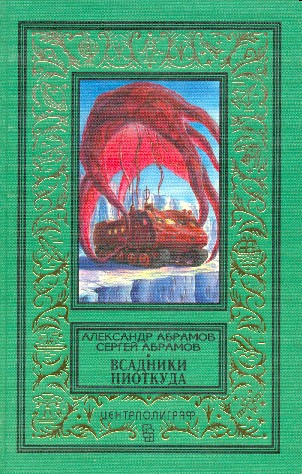 АЛЕКСАНДР АБРАМОВ
СЕРГЕЙ АБРАМОВ
ВСАДНИКИ
НИОТКУДА
ЦЕНТРПОЛИГРАФ